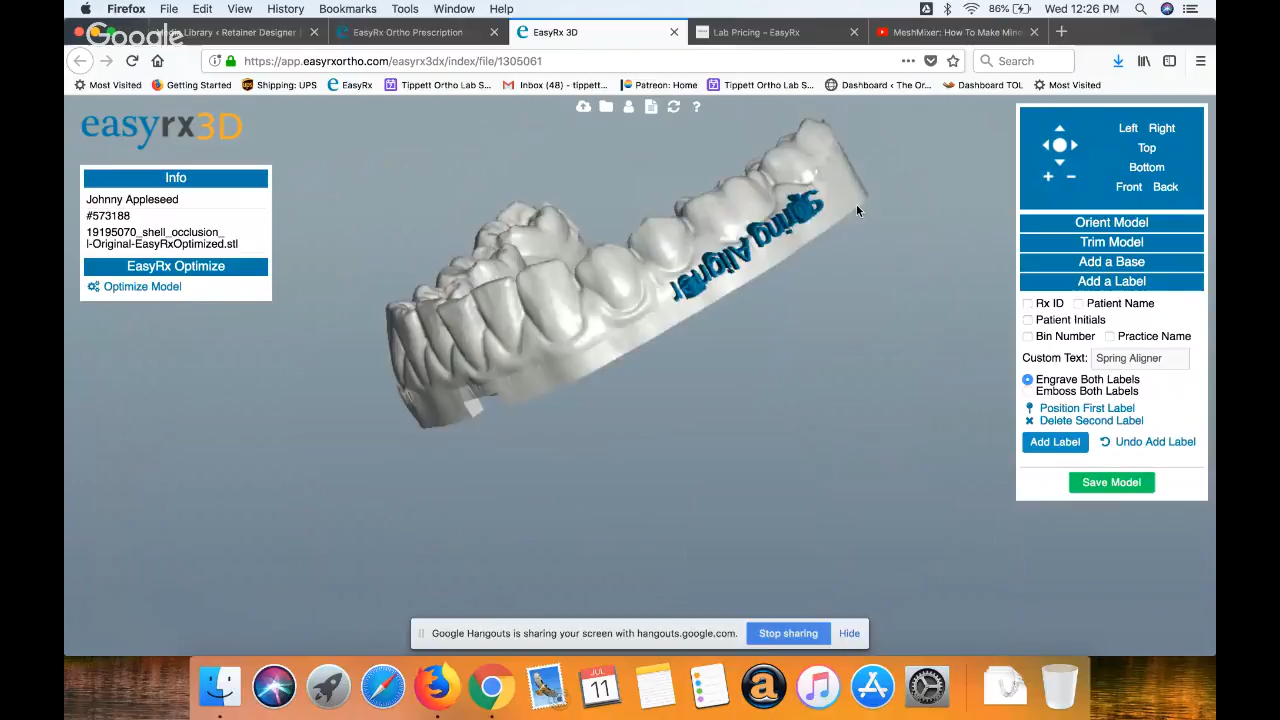 Firefox File Edit View History Bookmarks Tools Window Help 86% Wed 12:26 PM
Google
Media Library ‹ Retainer Designer EasyRx Ortho Prescription EasyRx 3D Lab Pricing – EasyRx MeshMixer: How To Make Mino
https://app.easyrxortho.com/easyrx3dx/index/file/1305061 Search
Most Visited Getting Started Shipping: UPS EasyRx Tippett Ortho Lab S... Inbox (48) - tippett... Patreon: Home Tippett Ortho Lab S... Dashboard ‹ The Or... Dashboard TOL Most Visited
easyrx3D
Info
Johnny Appleseed
#573188
19195070_shell_occlusion_
l-Original-EasyRxOptimized.stl
EasyRx Optimize
Optimize Model
Spring Aligner
Left Right
Top
Bottom
Front Back
Orient Model
Trim Model
Add a Base
Add a Label
Rx ID Patient Name
Patient Initials
Bin Number Practice Name
Custom Text: Spring Aligner
Engrave Both Labels
Emboss Both Labels
Position First Label
Delete Second Label
Add Label Undo Add Label
Save Model
Google Hangouts is sharing your screen with hangouts.google.com. Stop sharing Hide
JUL
11